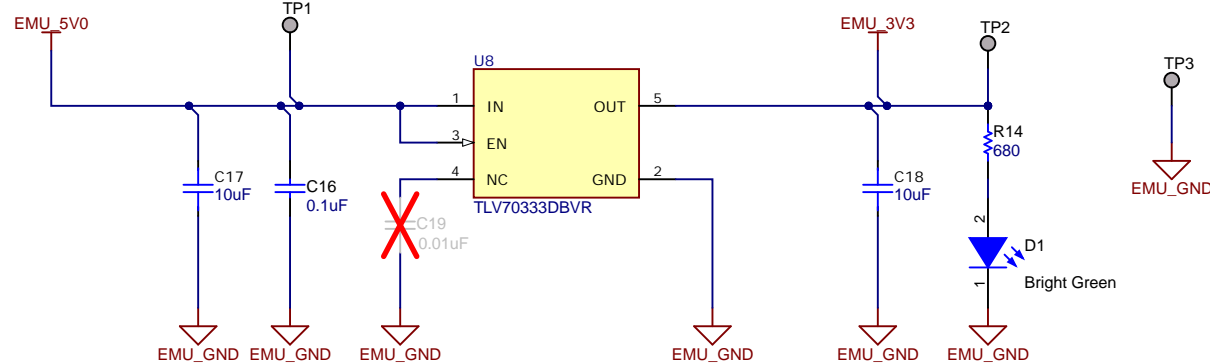 EMU_5V0
TP1
EMU_3V3
TP2
TP3
U8
1
IN
OUT
5
3
EN
4
NC
GND
2
TLV70333DBVR
R14
680
C17
10uF
C16
0.1uF
C19
0.01uF
C18
10uF
2
D1
1
Bright Green
EMU_GND
EMU_GND
EMU_GND
EMU_GND
EMU_GND
EMU_GND
EMU_GND